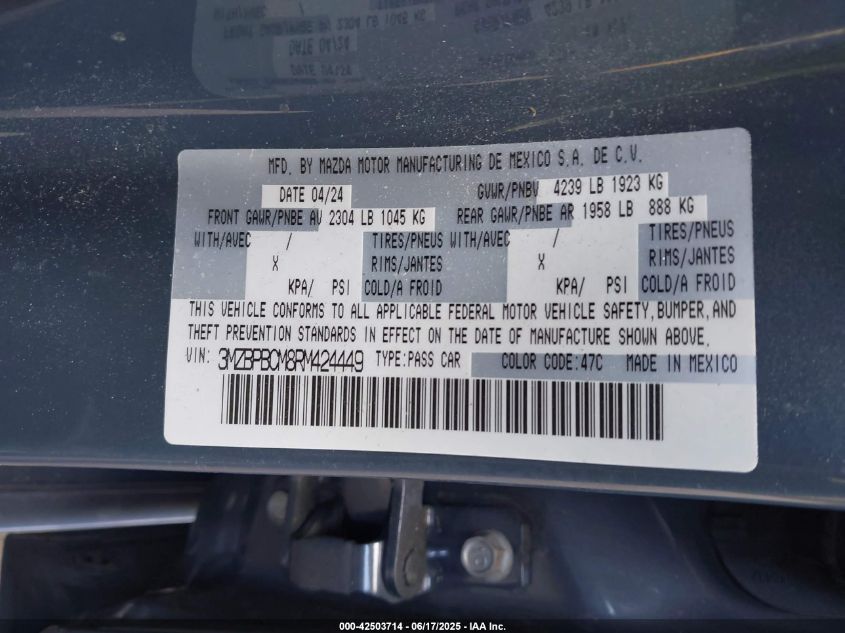 MFD. BY MAZDA MOTOR MANUFACTURING DE MEXICO S.A. DE C.V.
DATE 04/24 GVWR/PNBV 4239 LB 1923 KG
FRONT GAWR/PNBE AV 2304 LB 1045 KG REAR GAWR/PNBE AR 1958 LB 888 KG
WITH/AVEC / TIRES/PNEUS WITH/AVEC / TIRES/PNEUS
X RIMS/JANTES X RIMS/JANTES
KPA/ PSI COLD/A FROID KPA/ PSI COLD/A FROID
THIS VEHICLE CONFORMS TO ALL APPLICABLE FEDERAL MOTOR VEHICLE SAFETY, BUMPER, AND
THEFT PREVENTION STANDARDS IN EFFECT ON THE DATE OF MANUFACTURE SHOWN ABOVE.
VIN: 3MZBPBCM8RM424449 TYPE:PASS CAR COLOR CODE:47C MADE IN MEXICO
000-42503714 - 06/17/2025 - IAA Inc.